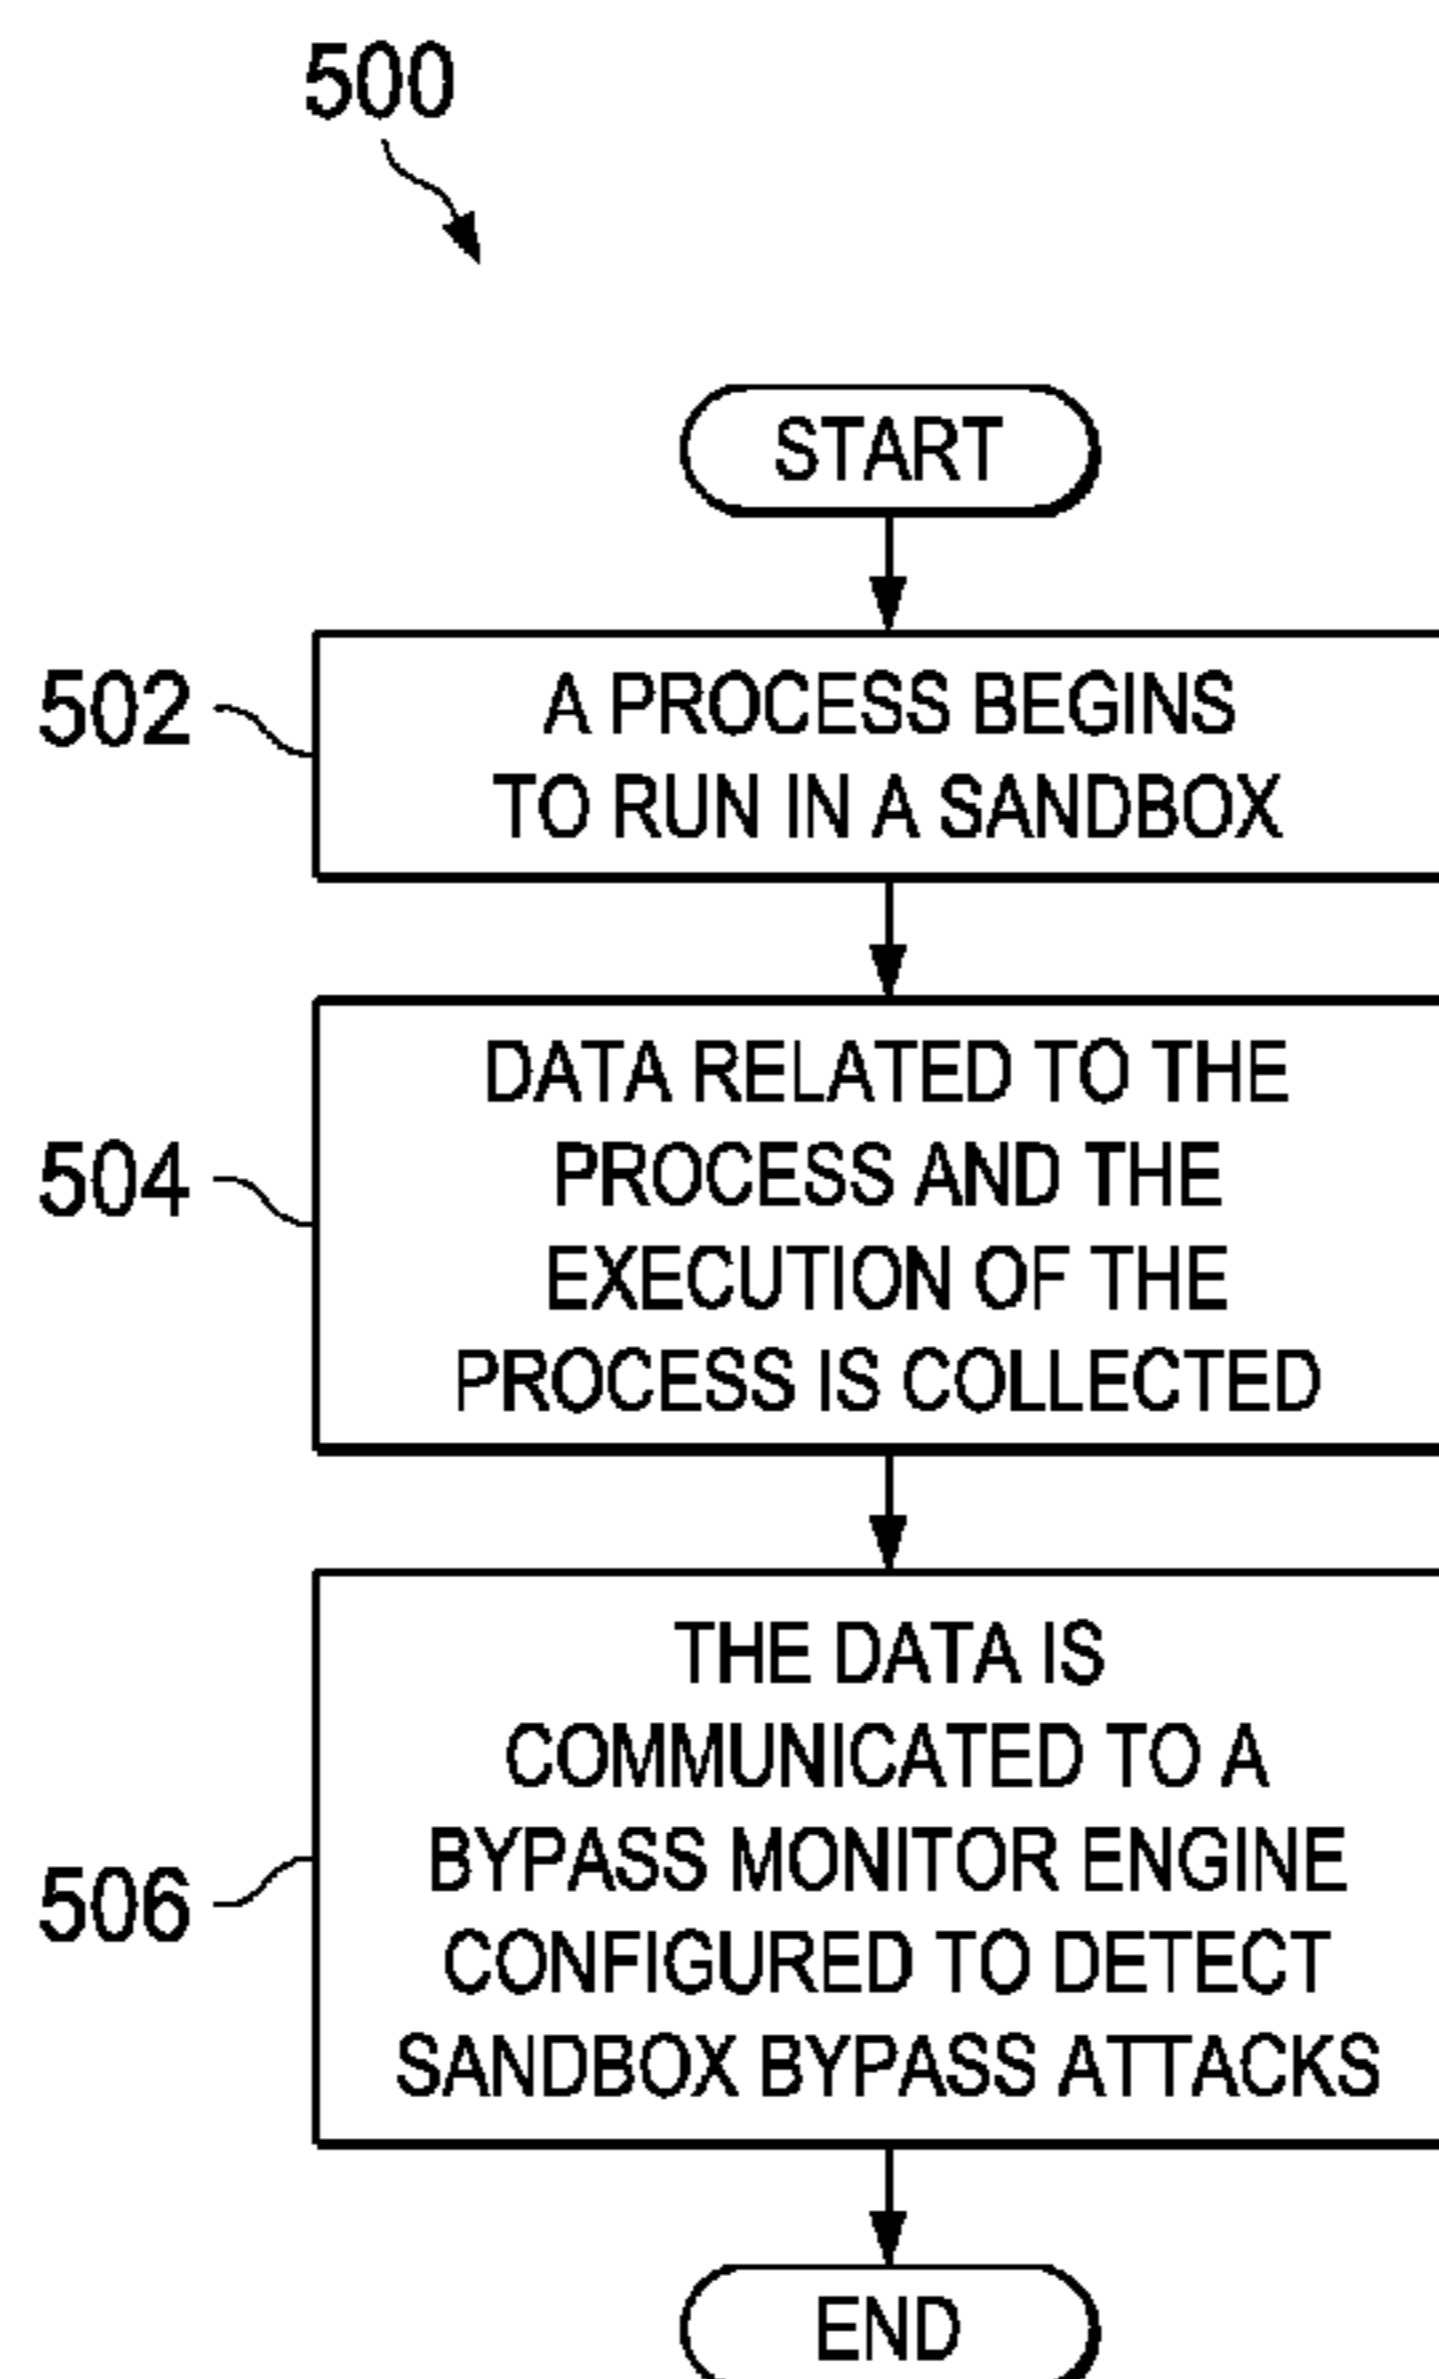 500
START
502
A PROCESS BEGINS
TO RUN IN A SANDBOX
504
DATA RELATED TO THE
PROCESS AND THE
EXECUTION OF THE
PROCESS IS COLLECTED
506
THE DATA IS
COMMUNICATED TO A
BYPASS MONITOR ENGINE
CONFIGURED TO DETECT
SANDBOX BYPASS ATTACKS
END